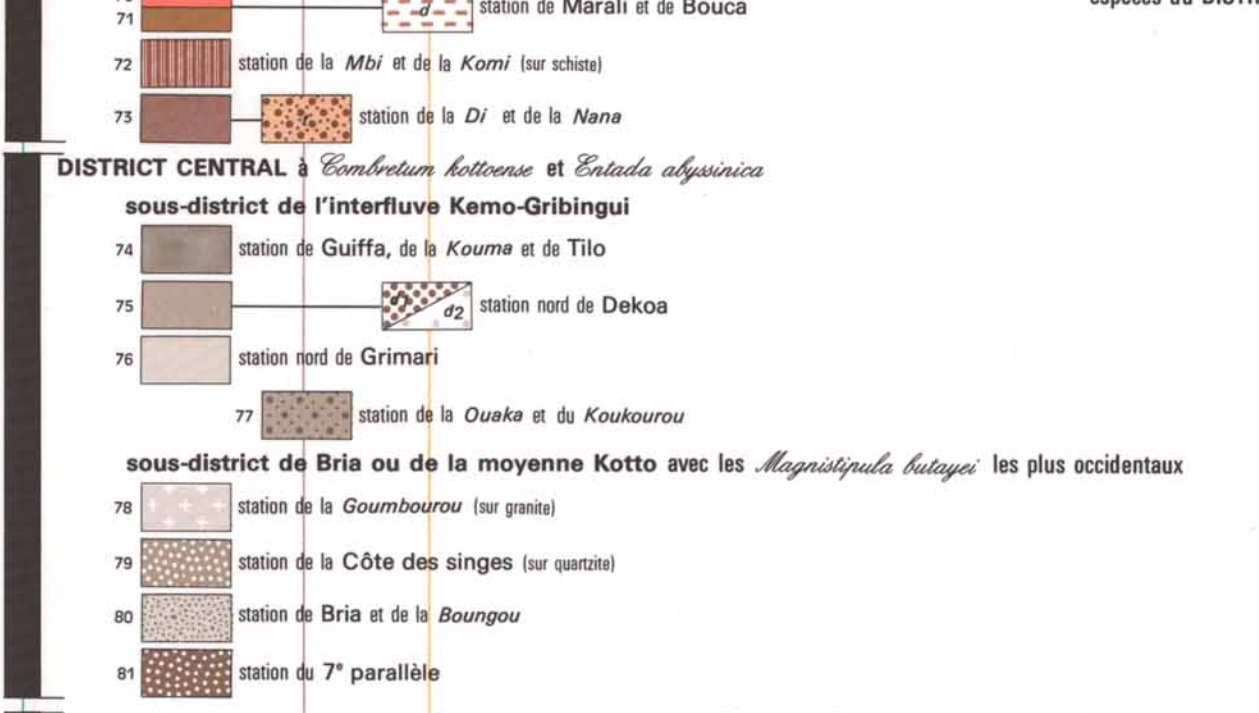 71 d station de Marali et de Bouca
72 station de la Mbi et de la Komi (sur schiste)
73 r station de la Di et de la Nana
DISTRICT CENTRAL à Combretum kottoense et Entada abyssinica
sous-district de l'interfluve Kemo-Gribingui
74 station de Guiffa, de la Kouma et de Tilo
75 d1 d2 station nord de Dekoa
76 station nord de Grimari
77 station de la Ouaka et du Koukourou
sous-district de Bria ou de la moyenne Kotto avec les Magnistipula butayei les plus occidentaux
78 station de la Goumbourou (sur granite)
79 station de la Côte des singes (sur quartzite)
80 station de Bria et de la Boungou
81 station du 7e parallèle